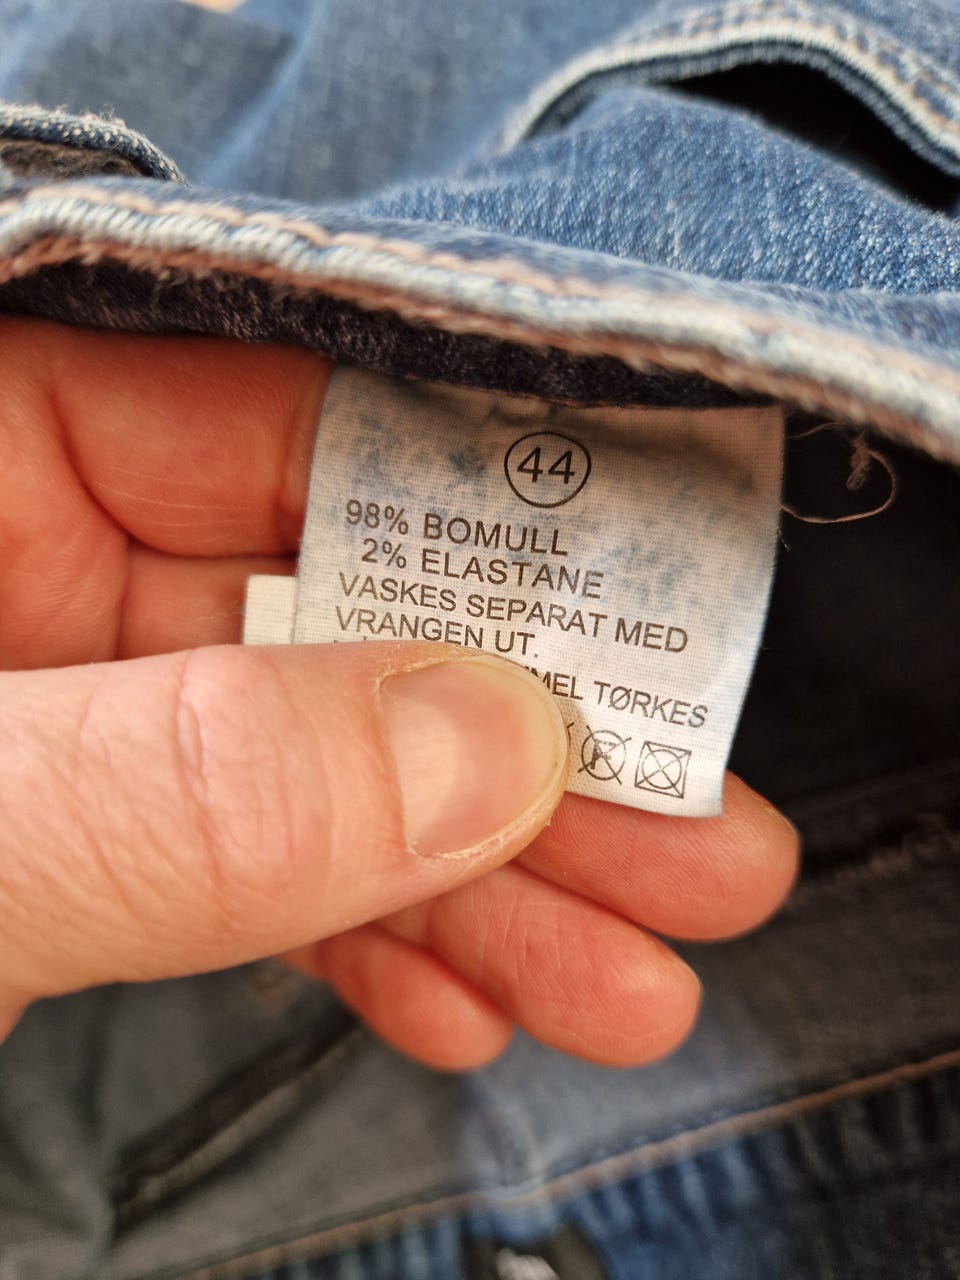 44
98% BOMULL
2% ELASTANE
VASKES SEPARAT MED
VRANGEN UT.
TØRKES
F